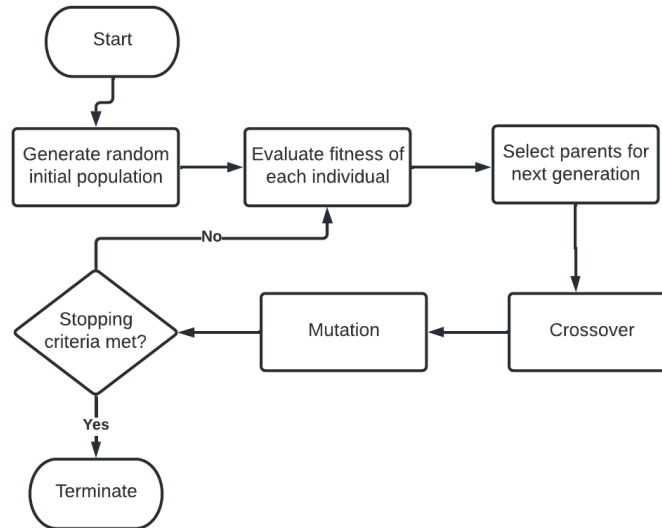 Start
Generate random
initial population
Evaluate fitness of
each individual
Select parents for
next generation
No
Stopping
criteria met?
Mutation
Crossover
Yes
Terminate